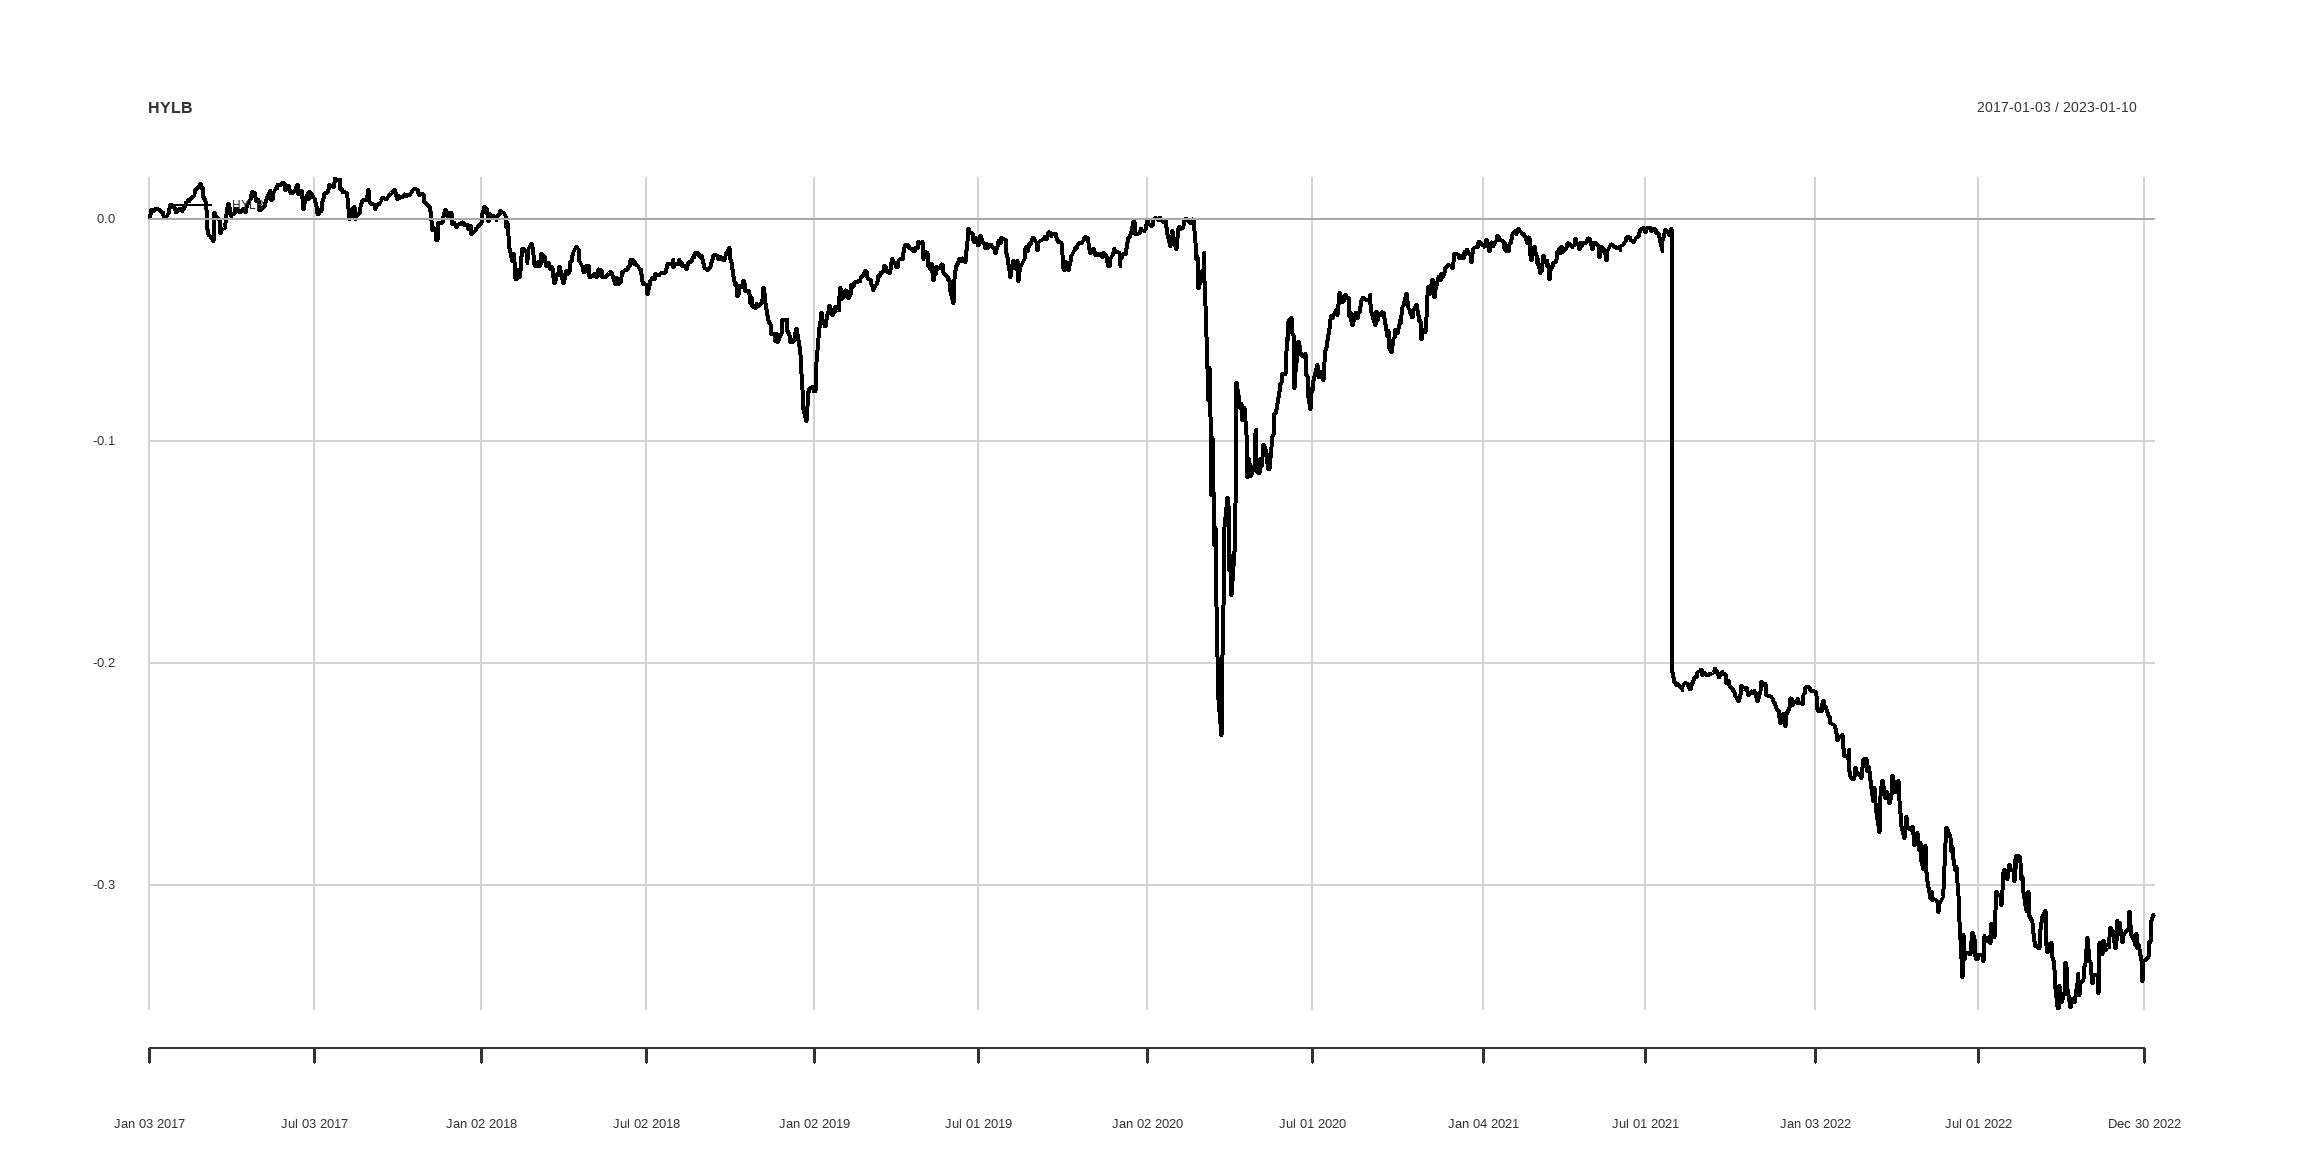 HYLB
2017-01-03 / 2023-01-10
HYLB
0.0
-0.1
-0.2
-0.3
Jan 03 2017
Jul 03 2017
Jan 02 2018
Jul 02 2018
Jan 02 2019
Jul 01 2019
Jan 02 2020
Jul 01 2020
Jan 04 2021
Jul 01 2021
Jan 03 2022
Jul 01 2022
Dec 30 2022